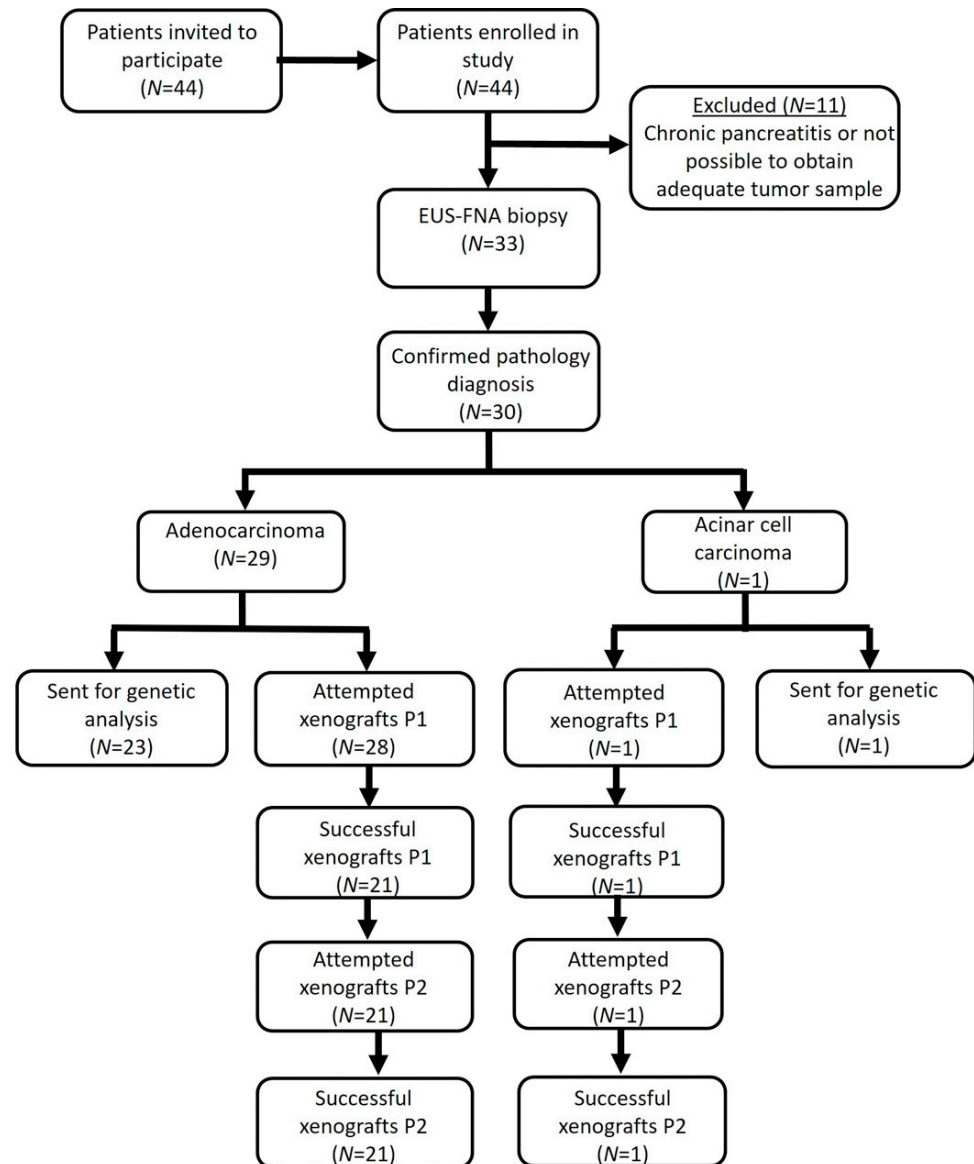 Patients invited to
participate
(N=44)
Patients enrolled in
study
(N=44)
Excluded (N=11)
Chronic pancreatitis or not
possible to obtain
adequate tumor sample
EUS-FNA biopsy
(N=33)
Confirmed pathology
diagnosis
(N=30)
Adenocarcinoma
(N=29)
Acinar cell
carcinoma
(N=1)
Sent for genetic
analysis
(N=23)
Attempted
xenografts P1
(N=28)
Attempted
xenografts P1
(N=1)
Sent for genetic
analysis
(N=1)
Successful
xenografts P1
(N=21)
Successful
xenografts P1
(N=1)
Attempted
xenografts P2
(N=21)
Attempted
xenografts P2
(N=1)
Successful
xenografts P2
(N=21)
Successful
xenografts P2
(N=1)